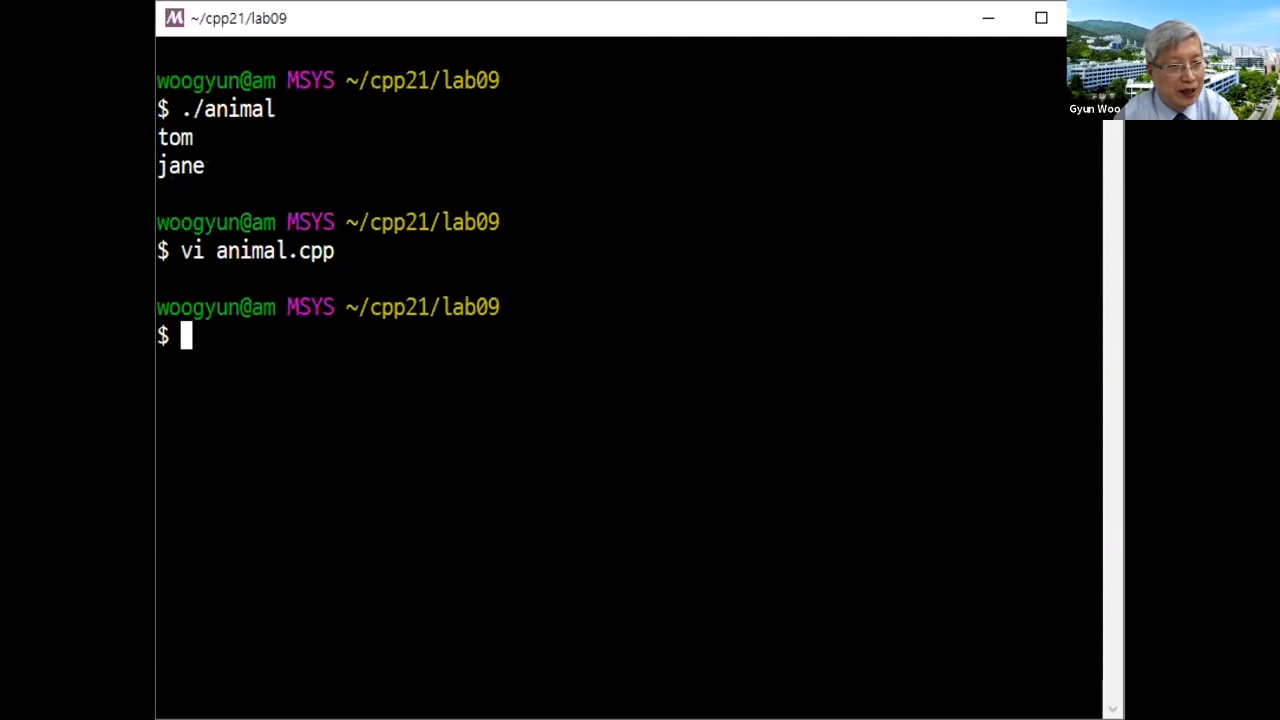 ~/cpp21/lab09
Gyun Woo
woogyun@am MSYS ~/cpp21/lab09
$ ./animal
tom
jane
woogyun@am MSYS ~/cpp21/lab09
$ vi animal.cpp
woogyun@am MSYS ~/cpp21/lab09
$